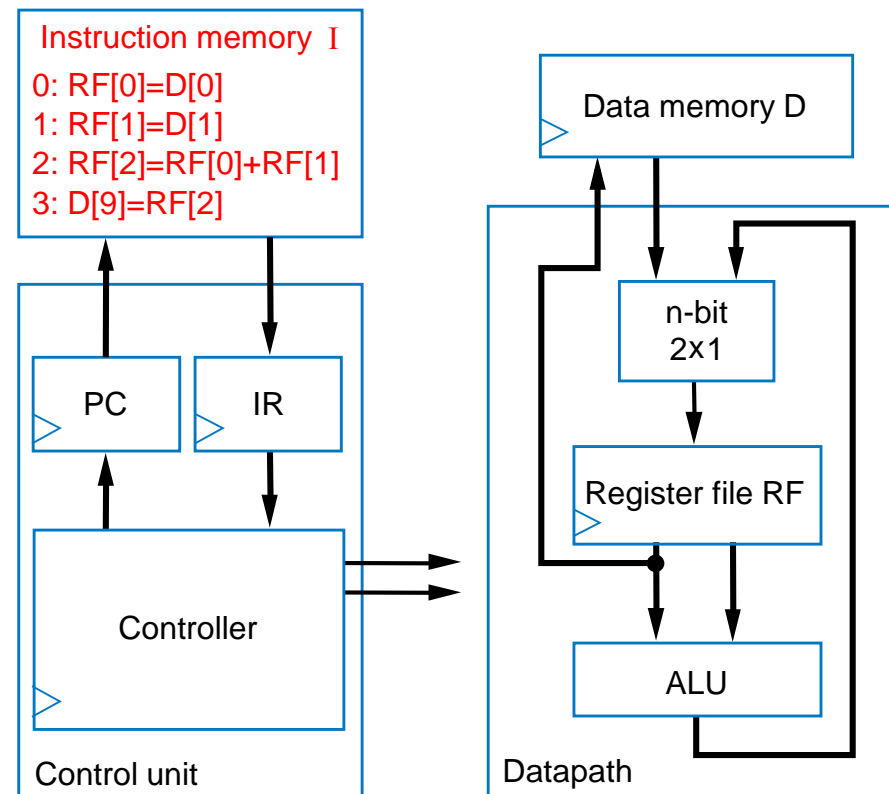 Instruction memory I
0: RF[0]=D[0]
1: RF[1]=D[1]
2: RF[2]=RF[0]+RF[1]
3: D[9]=RF[2]
PC
IR
Controller
Control unit
Data memory D
n-bit
2x1
Register file RF
ALU
Datapath